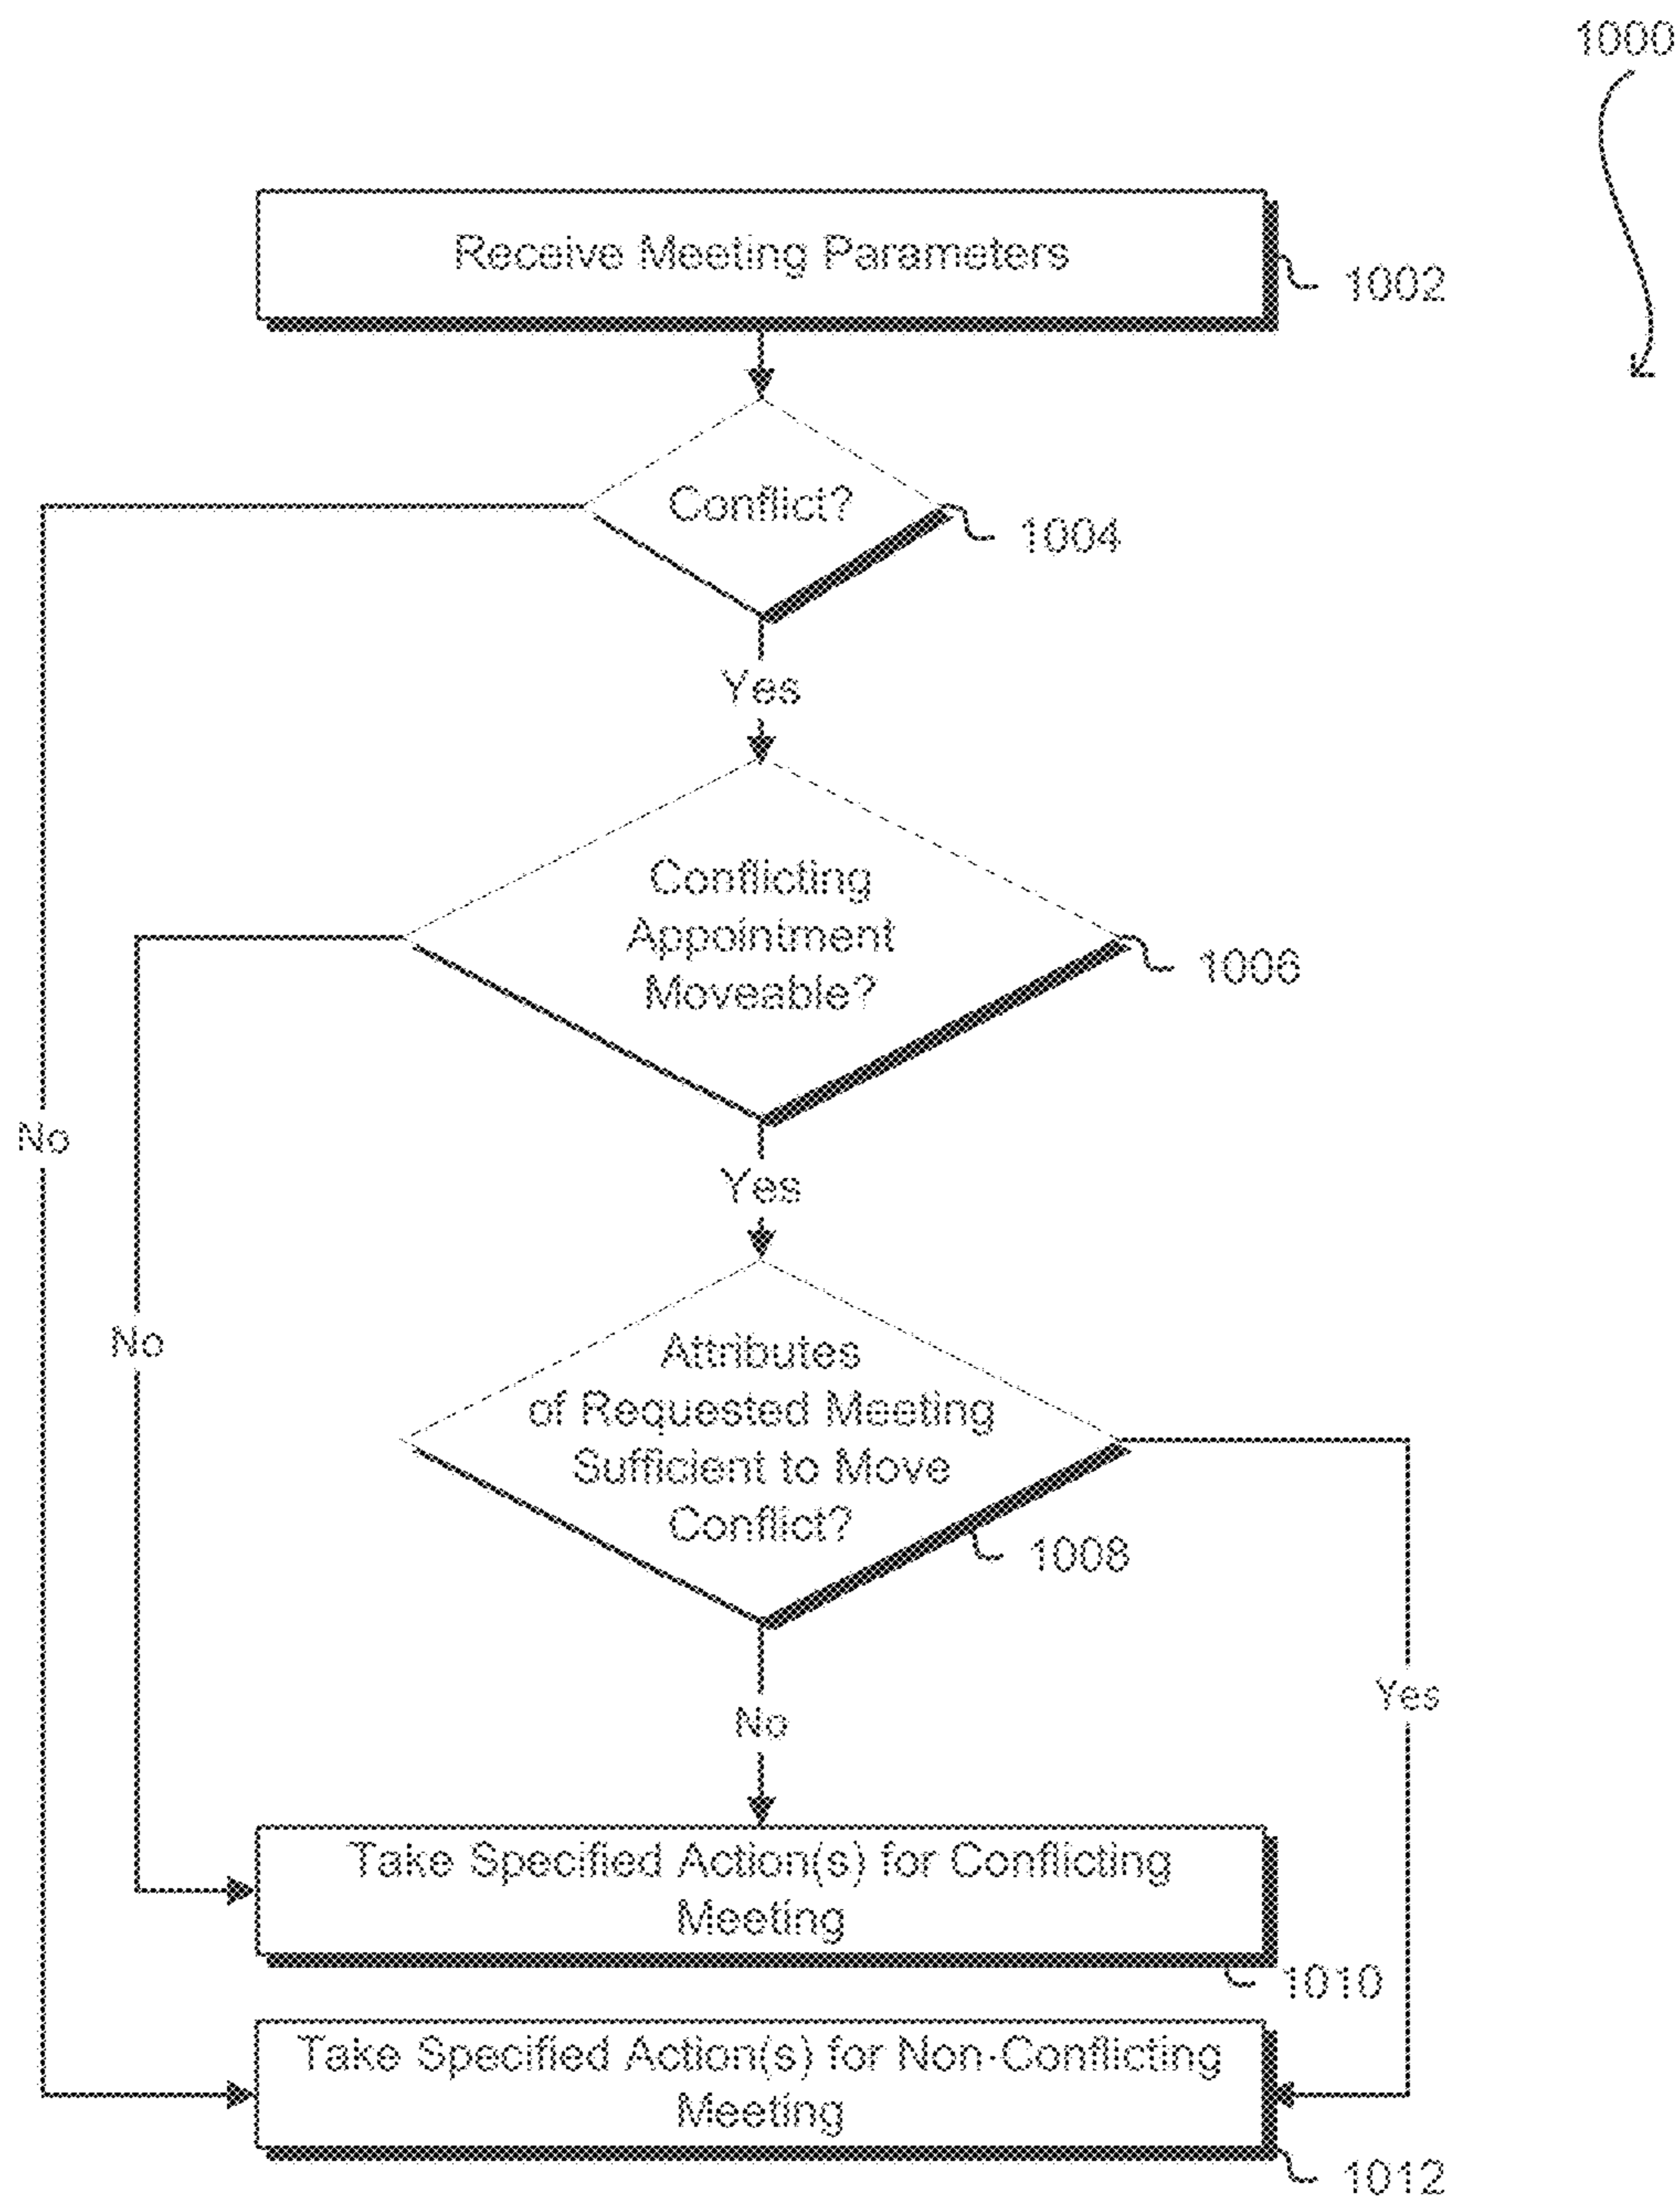 1000
Receive Meeting Parameters
1002
Conflict?
1004
Yes
Conflicting
Appointment
Moveable?
1006
No
Yes
No
Attributes
of Requested Meeting
Sufficient to Move
Conflict?
1008
Yes
No
Take Specified Action(s) for Conflicting
Meeting
1010
Take Specified Action(s) for Non-Conflicting
Meeting
1012